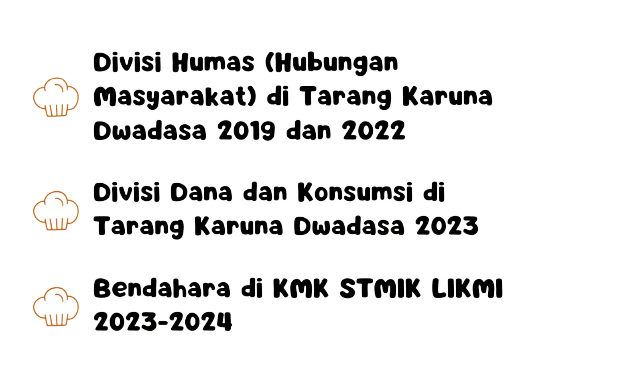 Divisi Humas (Hubungan
Masyarakat) di Tarang Karuna
Dwadasa 2019 dan 2022
Divisi Dana dan Konsumsi di
Tarang Karuna Dwadasa 2023
Bendahara di KMK STMIK LIKMI
2023-2024